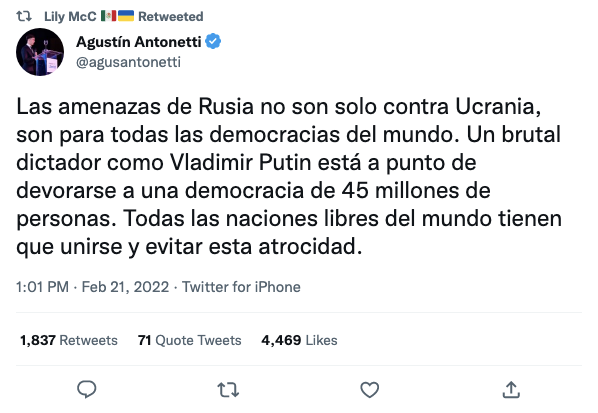 Lily McC 🇲🇽🇺🇦 Retweeted
Agustín Antonetti
@agusantonetti
Las amenazas de Rusia no son solo contra Ucrania,
son para todas las democracias del mundo. Un brutal
dictador como Vladimir Putin está a punto de
devorarse a una democracia de 45 millones de
personas. Todas las naciones libres del mundo tienen
que unirse y evitar esta atrocidad.
1:01 PM · Feb 21, 2022 · Twitter for iPhone
1,837 Retweets 71 Quote Tweets 4,469 Likes